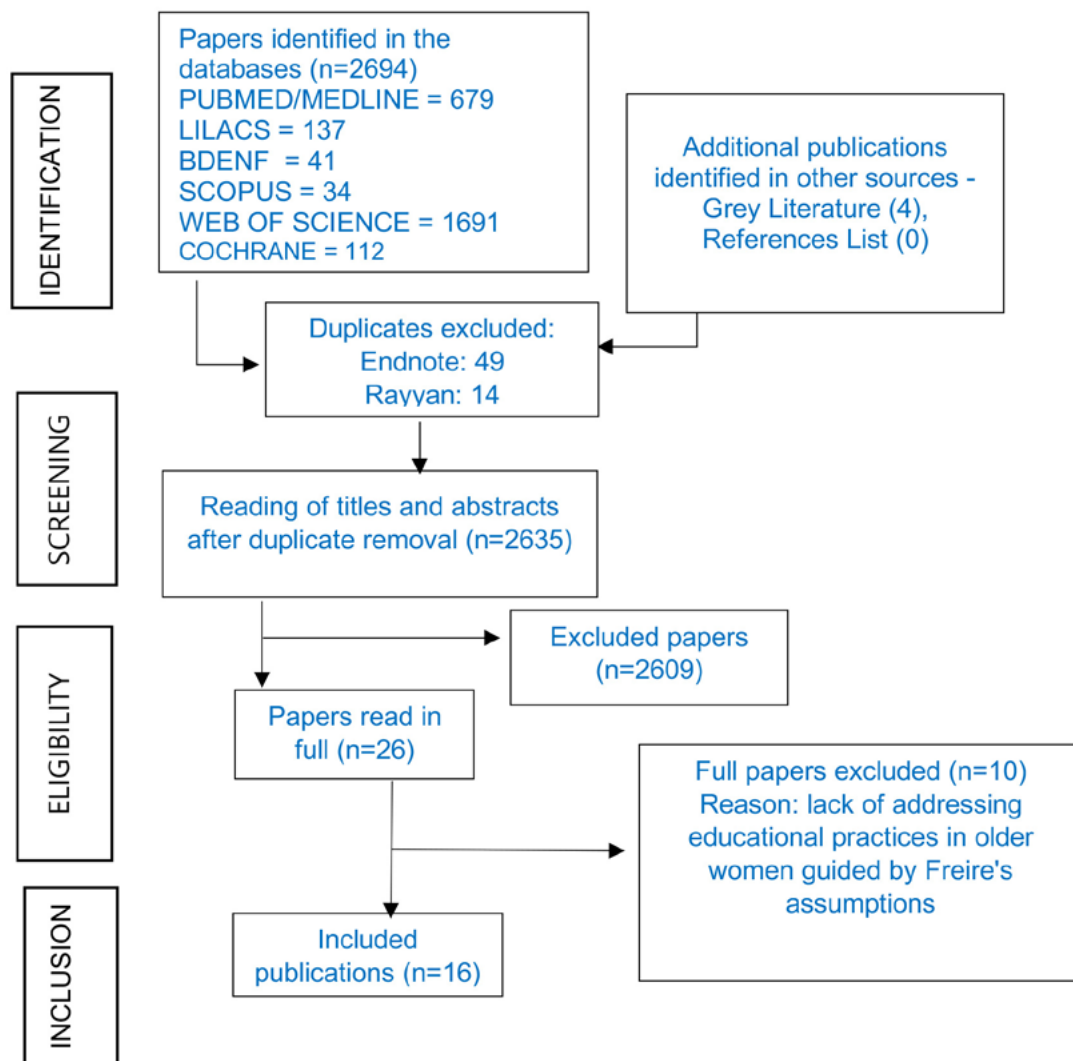 IDENTIFICATION
Papers identified in the
databases (n=2694)
PUBMED/MEDLINE = 679
LILACS = 137
BDENF = 41
SCOPUS = 34
WEB OF SCIENCE = 1691
COCHRANE = 112
Additional publications
identified in other sources -
Grey Literature (4),
References List (0)
Duplicates excluded:
Endnote: 49
Rayyan: 14
SCREENING
Reading of titles and abstracts
after duplicate removal (n=2635)
Excluded papers
(n=2609)
ELIGIBILITY
Papers read in
full (n=26)
Full papers excluded (n=10)
Reason: lack of addressing
educational practices in older
women guided by Freire's
assumptions
INCLUSION
Included
publications (n=16)